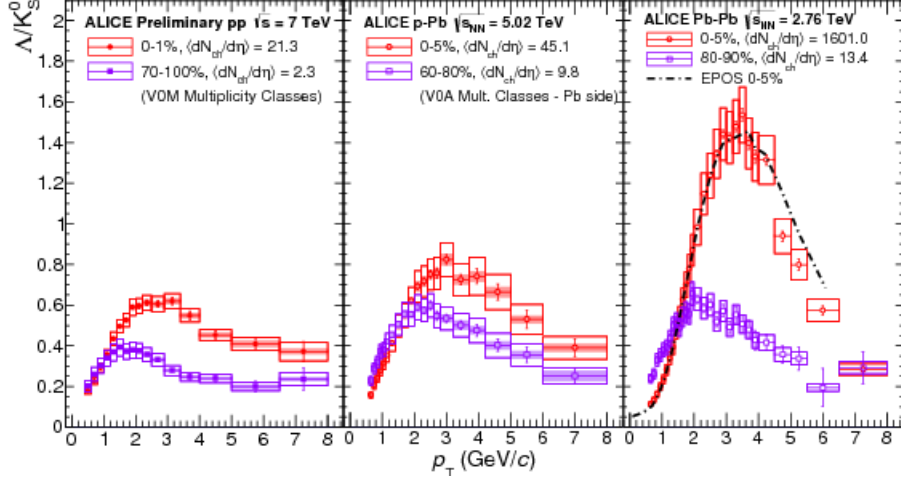 Λ/K⁰S
ALICE Preliminary pp √s = 7 TeV
0-1%, ⟨dNch/dη⟩ = 21.3
70-100%, ⟨dNch/dη⟩ = 2.3
(V0M Multiplicity Classes)
ALICE p-Pb √sNN = 5.02 TeV
0-5%, ⟨dNch/dη⟩ = 45.1
60-80%, ⟨dNch/dη⟩ = 9.8
(V0A Mult. Classes - Pb side)
ALICE Pb-Pb √sNN = 2.76 TeV
0-5%, ⟨dNch/dη⟩ = 1601.0
80-90%, ⟨dNch/dη⟩ = 13.4
EPOS 0-5%
2
1.8
1.6
1.4
1.2
1
0.8
0.6
0.4
0.2
0
0 1 2 3 4 5 6 7 8
0 1 2 3 4 5 6 7 8
0 1 2 3 4 5 6 7 8
pT (GeV/c)